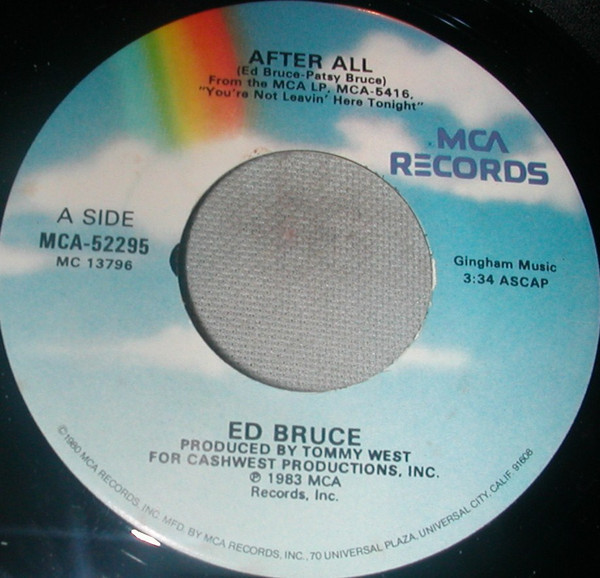 AFTER ALL
(Ed Bruce-Patsy Bruce)
From the MCA LP, MCA-5416,
"You're Not Leavin' Here Tonight"
MCA
RECORDS
A SIDE
MCA-52295
MC 13796
Gingham Music
3:34 ASCAP
ED BRUCE
PRODUCED BY TOMMY WEST
FOR CASHWEST PRODUCTIONS, INC.
℗ 1983 MCA
Records, Inc.
©1980 MCA RECORDS, INC. MFD. BY MCA RECORDS, INC., 70 UNIVERSAL PLAZA, UNIVERSAL CITY, CALIF. 91608